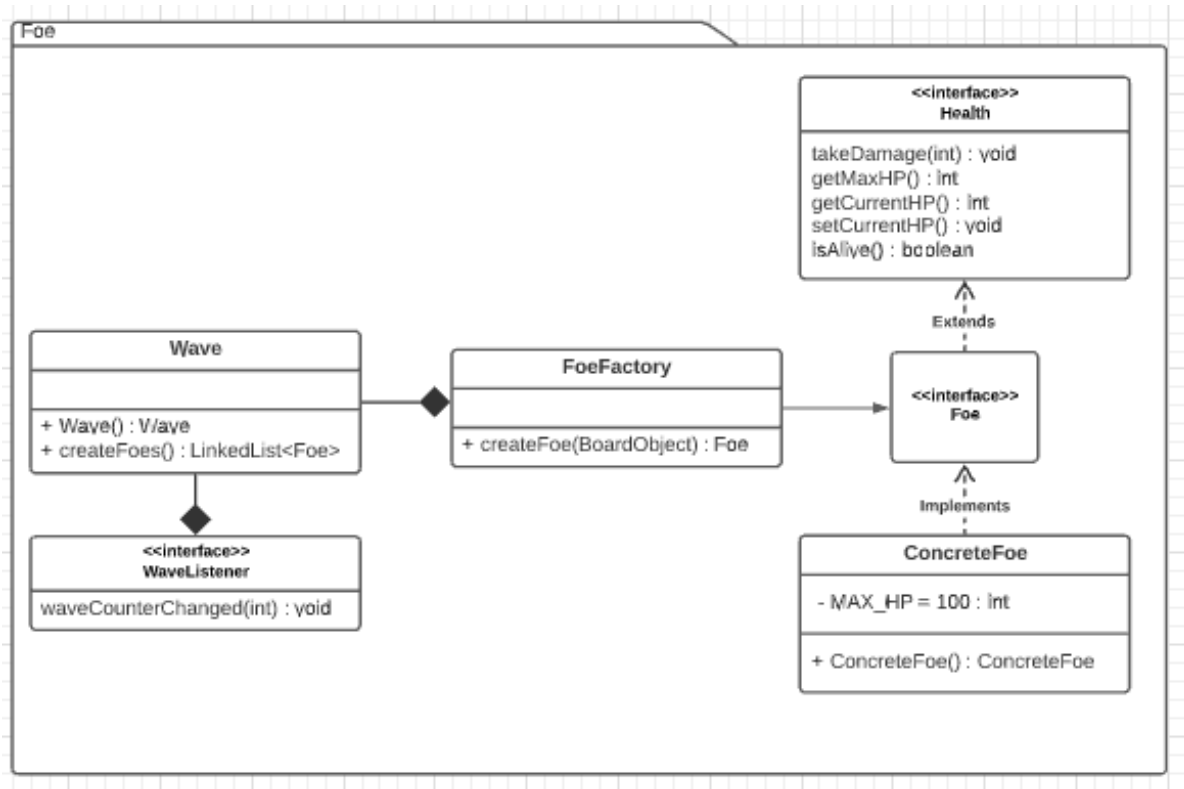 Foe
<<interface>>
Health
takeDamage(int) : void
getMaxHP() : int
getCurrentHP() : int
setCurrentHP() : void
isAlive() : boolean
Extends
Wave
+ Wave() : Wave
+ createFoes() : LinkedList<Foe>
FoeFactory
+ createFoe(BoardObject) : Foe
<<interface>>
Foe
Implements
<<interface>>
WaveListener
waveCounterChanged(int) : void
ConcreteFoe
- MAX_HP = 100 : int
+ ConcreteFoe() : ConcreteFoe